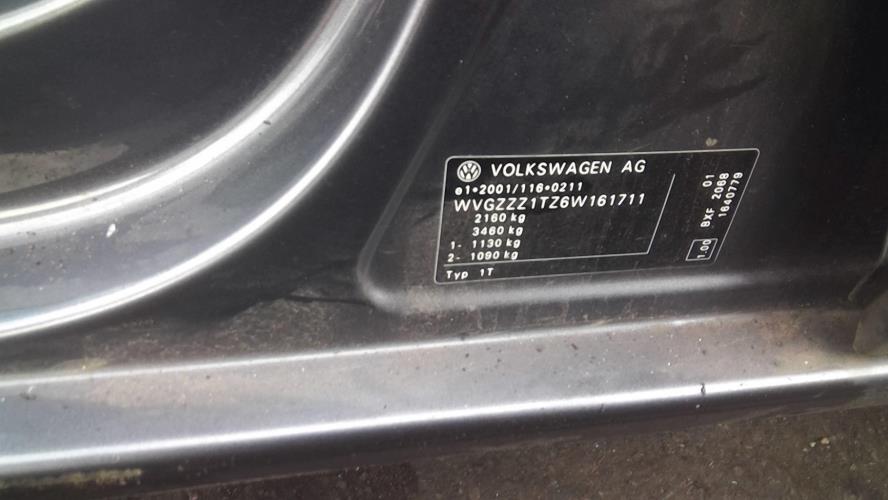 VOLKSWAGEN AG
e1*2001/116*0211
WVGZZZ1TZ6W161711
2160 kg
3460 kg
1- 1130 kg
2- 1090 kg
Typ 1T
01
BXF 2068
1640779
1.00